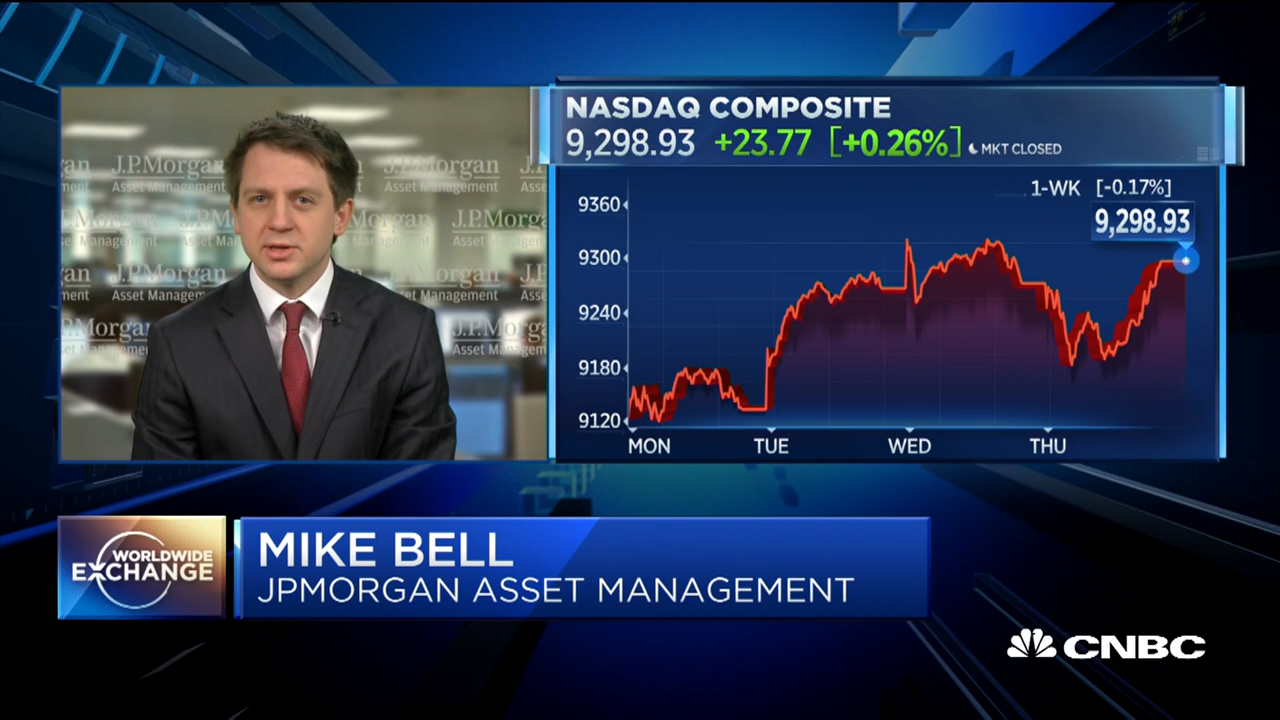 J.P.Morgan
Asset Management
NASDAQ COMPOSITE
9,298.93 +23.77 [+0.26%] MKT CLOSED
1-WK [-0.17%]
9,298.93
9360
9300
9240
9180
9120
MON TUE WED THU
WORLDWIDE
EXCHANGE
MIKE BELL
JPMORGAN ASSET MANAGEMENT
CNBC